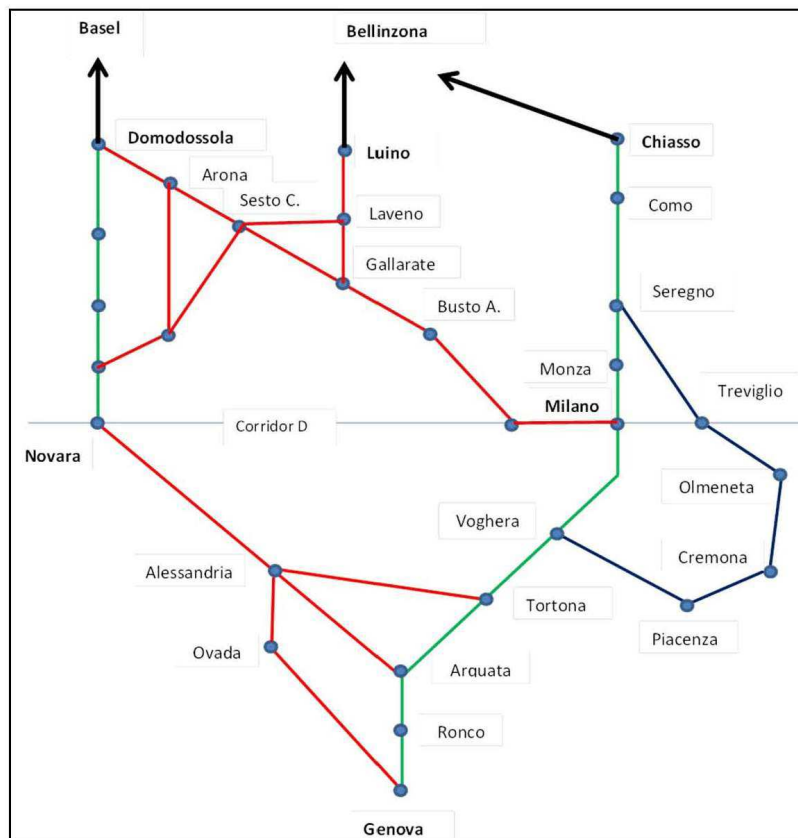 Basel
Bellinzona
Domodossola
Luino
Chiasso
Arona
Sesto C.
Laveno
Como
Gallarate
Busto A.
Seregno
Monza
Treviglio
Milano
Corridor D
Novara
Olmeneta
Voghera
Cremona
Alessandria
Tortona
Piacenza
Ovada
Arquata
Ronco
Genova